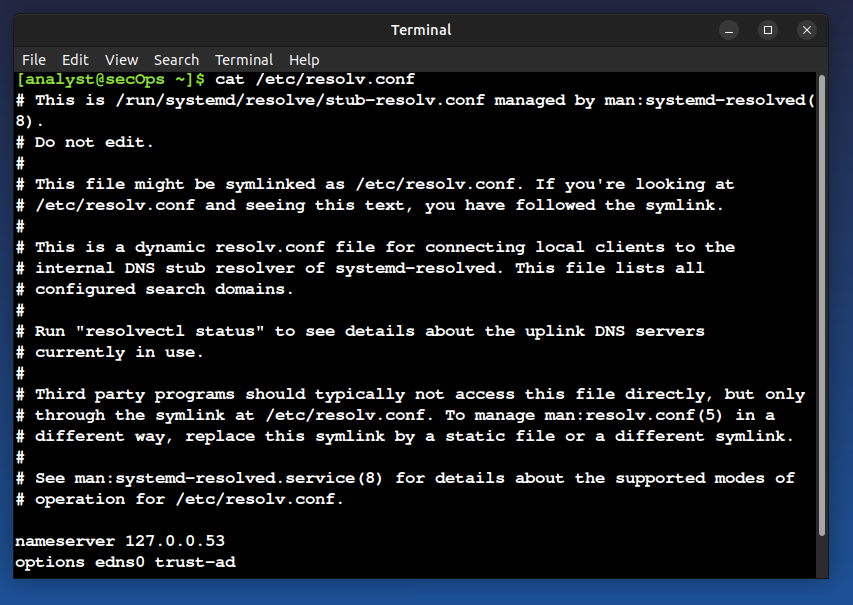 Terminal
File Edit View Search Terminal Help
[analyst@secOps ~]$ cat /etc/resolv.conf
# This is /run/systemd/resolve/stub-resolv.conf managed by man:systemd-resolved(
8).
# Do not edit.
#
# This file might be symlinked as /etc/resolv.conf. If you're looking at
# /etc/resolv.conf and seeing this text, you have followed the symlink.
#
# This is a dynamic resolv.conf file for connecting local clients to the
# internal DNS stub resolver of systemd-resolved. This file lists all
# configured search domains.
#
# Run "resolvectl status" to see details about the uplink DNS servers
# currently in use.
#
# Third party programs should typically not access this file directly, but only
# through the symlink at /etc/resolv.conf. To manage man:resolv.conf(5) in a
# different way, replace this symlink by a static file or a different symlink.
#
# See man:systemd-resolved.service(8) for details about the supported modes of
# operation for /etc/resolv.conf.

nameserver 127.0.0.53
options edns0 trust-ad